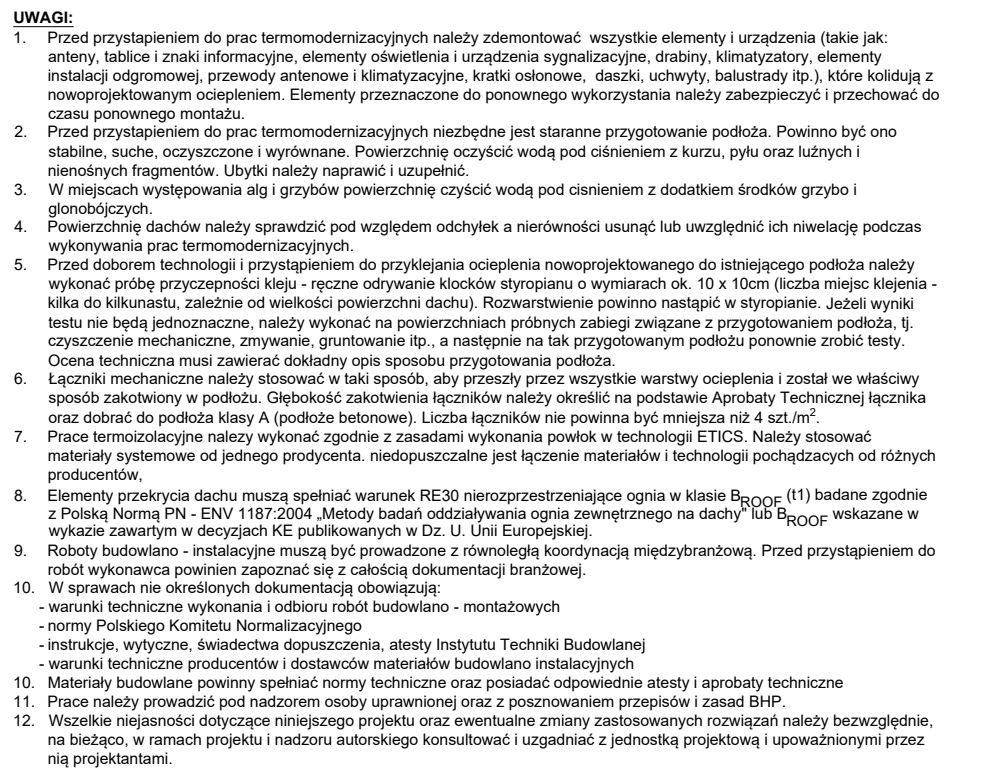 UWAGI:
1. Przed przystapieniem do prac termomodernizacyjnych należy zdemontować wszystkie elementy i urządzenia (takie jak:
anteny, tablice i znaki informacyjne, elementy oświetlenia i urządzenia sygnalizacyjne, drabiny, klimatyzatory, elementy
instalacji odgromowej, przewody antenowe i klimatyzacyjne, kratki osłonowe, daszki, uchwyty, balustrady itp.), które kolidują z
nowoprojektowanym ociepleniem. Elementy przeznaczone do ponownego wykorzystania należy zabezpieczyć i przechować do
czasu ponownego montażu.
2. Przed przystapieniem do prac termomodernizacyjnych niezbędne jest staranne przygotowanie podłoża. Powinno być ono
stabilne, suche, oczyszczone i wyrównane. Powierzchnię oczyścić wodą pod ciśnieniem z kurzu, pyłu oraz luźnych i
nienośnych fragmentów. Ubytki należy naprawić i uzupełnić.
3. W miejscach występowania alg i grzybów powierzchnię czyścić wodą pod cisnieniem z dodatkiem środków grzybo i
glonobójczych.
4. Powierzchnię dachów należy sprawdzić pod względem odchyłek a nierówności usunąć lub uwzględnić ich niwelację podczas
wykonywania prac termomodernizacyjnych.
5. Przed doborem technologii i przystąpieniem do przyklejania ocieplenia nowoprojektowanego do istniejącego podłoża należy
wykonać próbę przyczepności kleju - ręczne odrywanie klocków styropianu o wymiarach ok. 10 x 10cm (liczba miejsc klejenia -
kilka do kilkunastu, zależnie od wielkości powierzchni dachu). Rozwarstwienie powinno nastąpić w styropianie. Jeżeli wyniki
testu nie będą jednoznaczne, należy wykonać na powierzchniach próbnych zabiegi związane z przygotowaniem podłoża, tj.
czyszczenie mechaniczne, zmywanie, gruntowanie itp., a następnie na tak przygotowanym podłożu ponownie zrobić testy.
Ocena techniczna musi zawierać dokładny opis sposobu przygotowania podłoża.
6. Łączniki mechaniczne należy stosować w taki sposób, aby przeszły przez wszystkie warstwy ocieplenia i został we właściwy
sposób zakotwiony w podłożu. Głębokość zakotwienia łączników należy określić na podstawie Aprobaty Technicznej łącznika
oraz dobrać do podłoża klasy A (podłoże betonowe). Liczba łączników nie powinna być mniejsza niż 4 szt./m².
7. Prace termoizolacyjne nalezy wykonać zgodnie z zasadami wykonania powłok w technologii ETICS. Należy stosować
materiały systemowe od jednego prodycenta. niedopuszczalne jest łączenie materiałów i technologii pochądzacych od różnych
producentów,
8. Elementy przekrycia dachu muszą spełniać warunek RE30 nierozprzestrzeniające ognia w klasie BROOF (t1) badane zgodnie
z Polską Normą PN - ENV 1187:2004 „Metody badań oddziaływania ognia zewnętrznego na dachy" lub BROOF wskazane w
wykazie zawartym w decyzjach KE publikowanych w Dz. U. Unii Europejskiej.
9. Roboty budowlano - instalacyjne muszą być prowadzone z równoległą koordynacją międzybranżową. Przed przystąpieniem do
robót wykonawca powinien zapoznać się z całością dokumentacji branżowej.
10. W sprawach nie określonych dokumentacją obowiązują:
- warunki techniczne wykonania i odbioru robót budowlano - montażowych
- normy Polskiego Komitetu Normalizacyjnego
- instrukcje, wytyczne, świadectwa dopuszczenia, atesty Instytutu Techniki Budowlanej
- warunki techniczne producentów i dostawców materiałów budowlano instalacyjnych
10. Materiały budowlane powinny spełniać normy techniczne oraz posiadać odpowiednie atesty i aprobaty techniczne
11. Prace należy prowadzić pod nadzorem osoby uprawnionej oraz z posznowaniem przepisów i zasad BHP.
12. Wszelkie niejasności dotyczące niniejszego projektu oraz ewentualne zmiany zastosowanych rozwiązań należy bezwzględnie,
na bieżąco, w ramach projektu i nadzoru autorskiego konsultować i uzgadniać z jednostką projektową i upoważnionymi przez
nią projektantami.